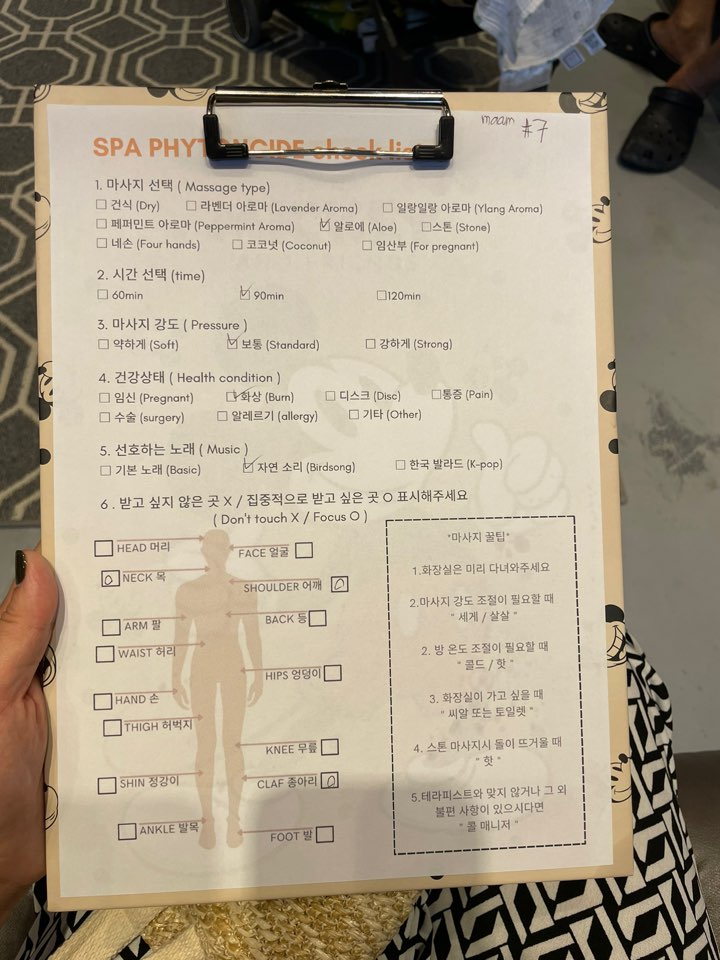 maam #7
SPA PHYTONCIDE check list
1. 마사지 선택 ( Massage type)
☐ 건식 (Dry) ☐ 라벤더 아로마 (Lavender Aroma) ☐ 일랑일랑 아로마 (Ylang Aroma)
☐ 페퍼민트 아로마 (Peppermint Aroma) ☑ 알로에 (Aloe) ☐스톤 (Stone)
☐ 네손 (Four hands) ☐ 코코넛 (Coconut) ☐ 임산부 (For pregnant)
2. 시간 선택 (time)
☐ 60min ☑ 90min ☐120min
3. 마사지 강도 ( Pressure )
☐ 약하게 (Soft) ☑ 보통 (Standard) ☐ 강하게 (Strong)
4. 건강상태 ( Health condition )
☐ 임신 (Pregnant) ☑화상 (Burn) ☐ 디스크 (Disc) ☐통증 (Pain)
☐ 수술 (surgery) ☐ 알레르기 (allergy) ☐ 기타 (Other)
5. 선호하는 노래 ( Music )
☐ 기본 노래 (Basic) ☑ 자연 소리 (Birdsong) ☐ 한국 발라드 (K-pop)
6 . 받고 싶지 않은 곳 X / 집중적으로 받고 싶은 곳 O 표시해주세요
( Don't touch X / Focus O )
HEAD 머리
FACE 얼굴
O NECK 목
SHOULDER 어깨 O
ARM 팔
BACK 등
WAIST 허리
HIPS 엉덩이
HAND 손
THIGH 허벅지
KNEE 무릎
SHIN 정강이
CLAF 종아리 O
ANKLE 발목
FOOT 발
*마사지 꿀팁*
1.화장실은 미리 다녀와주세요
2.마사지 강도 조절이 필요할 때
" 세게 / 살살 "
2. 방 온도 조절이 필요할 때
" 콜드 / 핫 "
3. 화장실이 가고 싶을 때
" 씨알 또는 토일렛 "
4. 스톤 마사지시 돌이 뜨거울 때
" 핫 "
5.테라피스트와 맞지 않거나 그 외
불편 사항이 있으시다면
" 콜 매니저 "